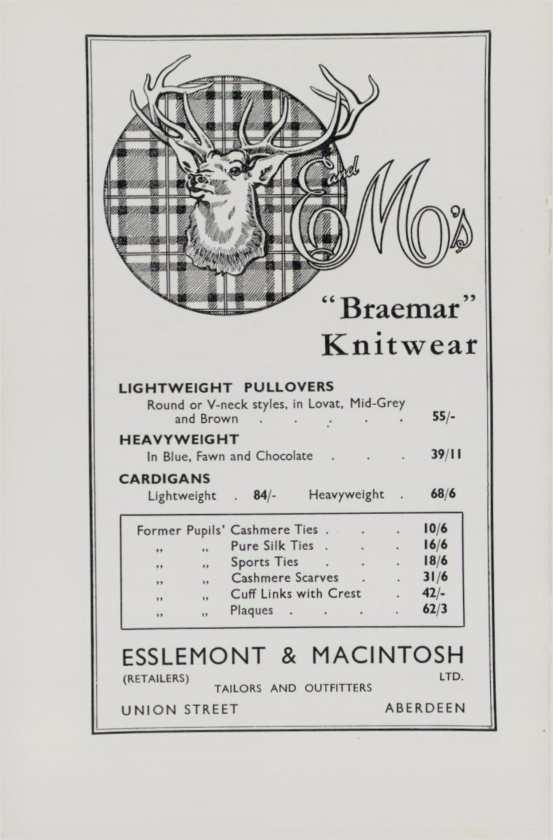 E and M's
"Braemar"
Knitwear
LIGHTWEIGHT PULLOVERS
Round or V-neck styles, in Lovat, Mid-Grey
and Brown . . . . . 55/-
HEAVYWEIGHT
In Blue, Fawn and Chocolate . . . 39/11
CARDIGANS
Lightweight . 84/- Heavyweight . 68/6
Former Pupils' Cashmere Ties . . . 10/6
,, ,, Pure Silk Ties . . . 16/6
,, ,, Sports Ties . . . 18/6
,, ,, Cashmere Scarves . . 31/6
,, ,, Cuff Links with Crest . 42/-
,, ,, Plaques . . . . 62/3
ESSLEMONT & MACINTOSH
(RETAILERS) LTD.
TAILORS AND OUTFITTERS
UNION STREET ABERDEEN